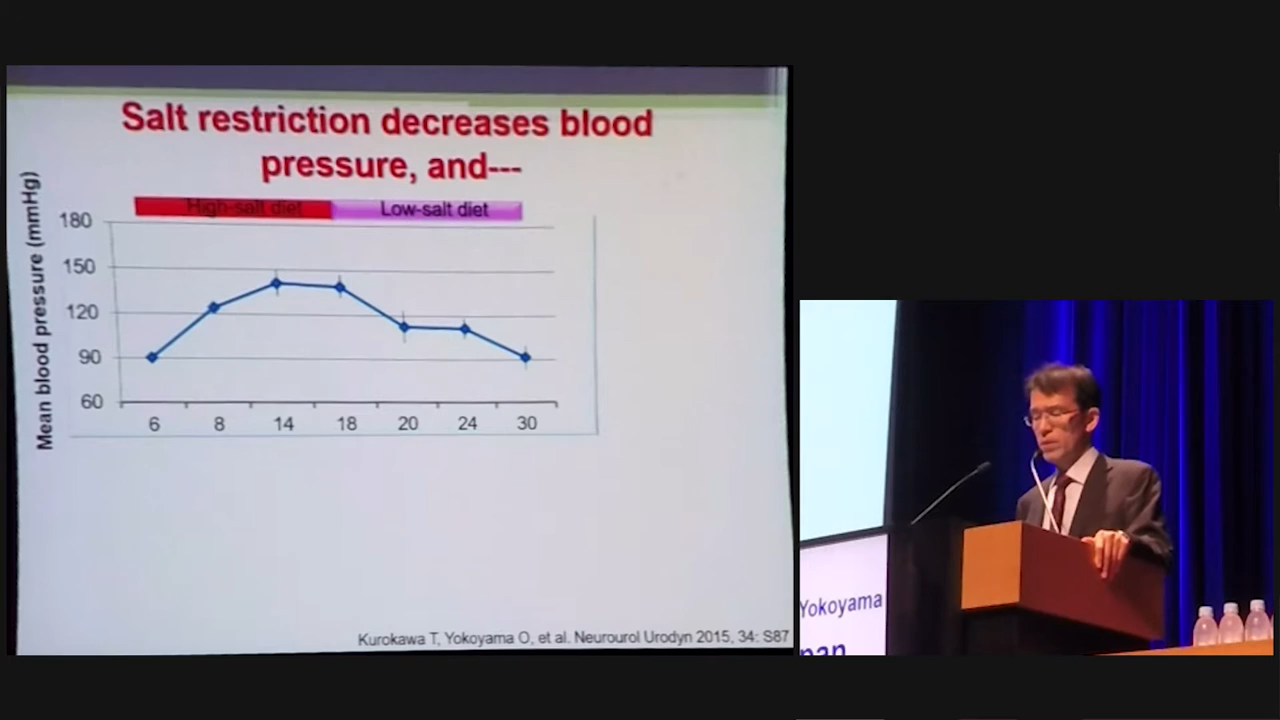 Salt restriction decreases blood
pressure, and---
High-salt diet
Low-salt diet
Mean blood pressure (mmHg)
180
150
120
90
60
6 8 14 18 20 24 30
Kurokawa T, Yokoyama O, et al. Neurourol Urodyn 2015, 34: S87
Yokoyama
pan